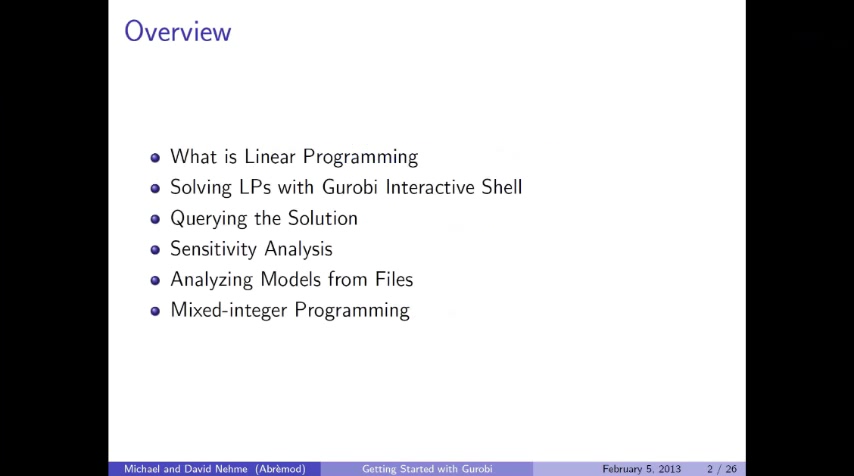 Overview
What is Linear Programming
Solving LPs with Gurobi Interactive Shell
Querying the Solution
Sensitivity Analysis
Analyzing Models from Files
Mixed-integer Programming
Michael and David Nehme (Abrèmod) Getting Started with Gurobi February 5, 2013 2 / 26